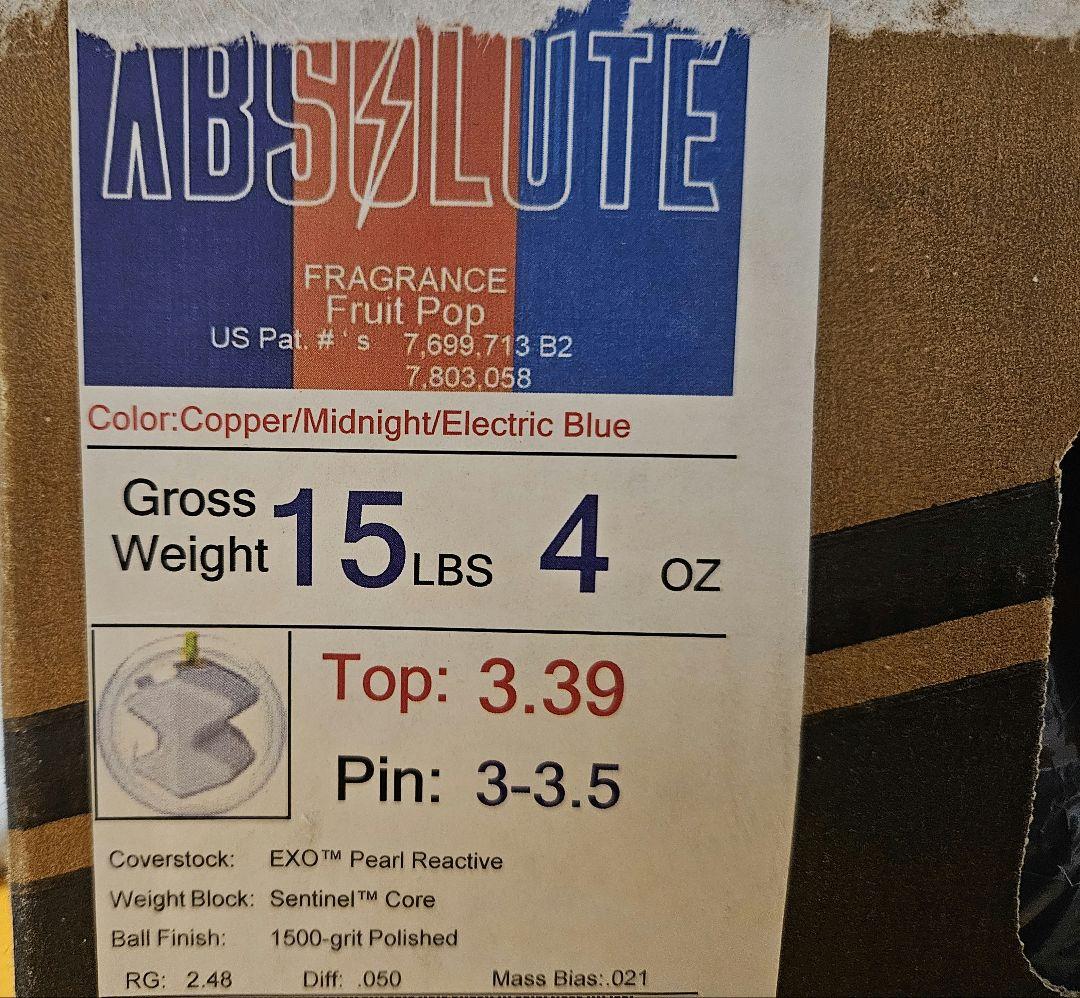 ABSOLUTE
FRAGRANCE
Fruit Pop
US Pat. # ' s 7,699,713 B2
7,803,058
Color:Copper/Midnight/Electric Blue
Gross Weight 15 LBS 4 OZ
Top: 3.39
Pin: 3-3.5
Coverstock: EXO™ Pearl Reactive
Weight Block: Sentinel™ Core
Ball Finish: 1500-grit Polished
RG: 2.48 Diff: .050 Mass Bias:.021